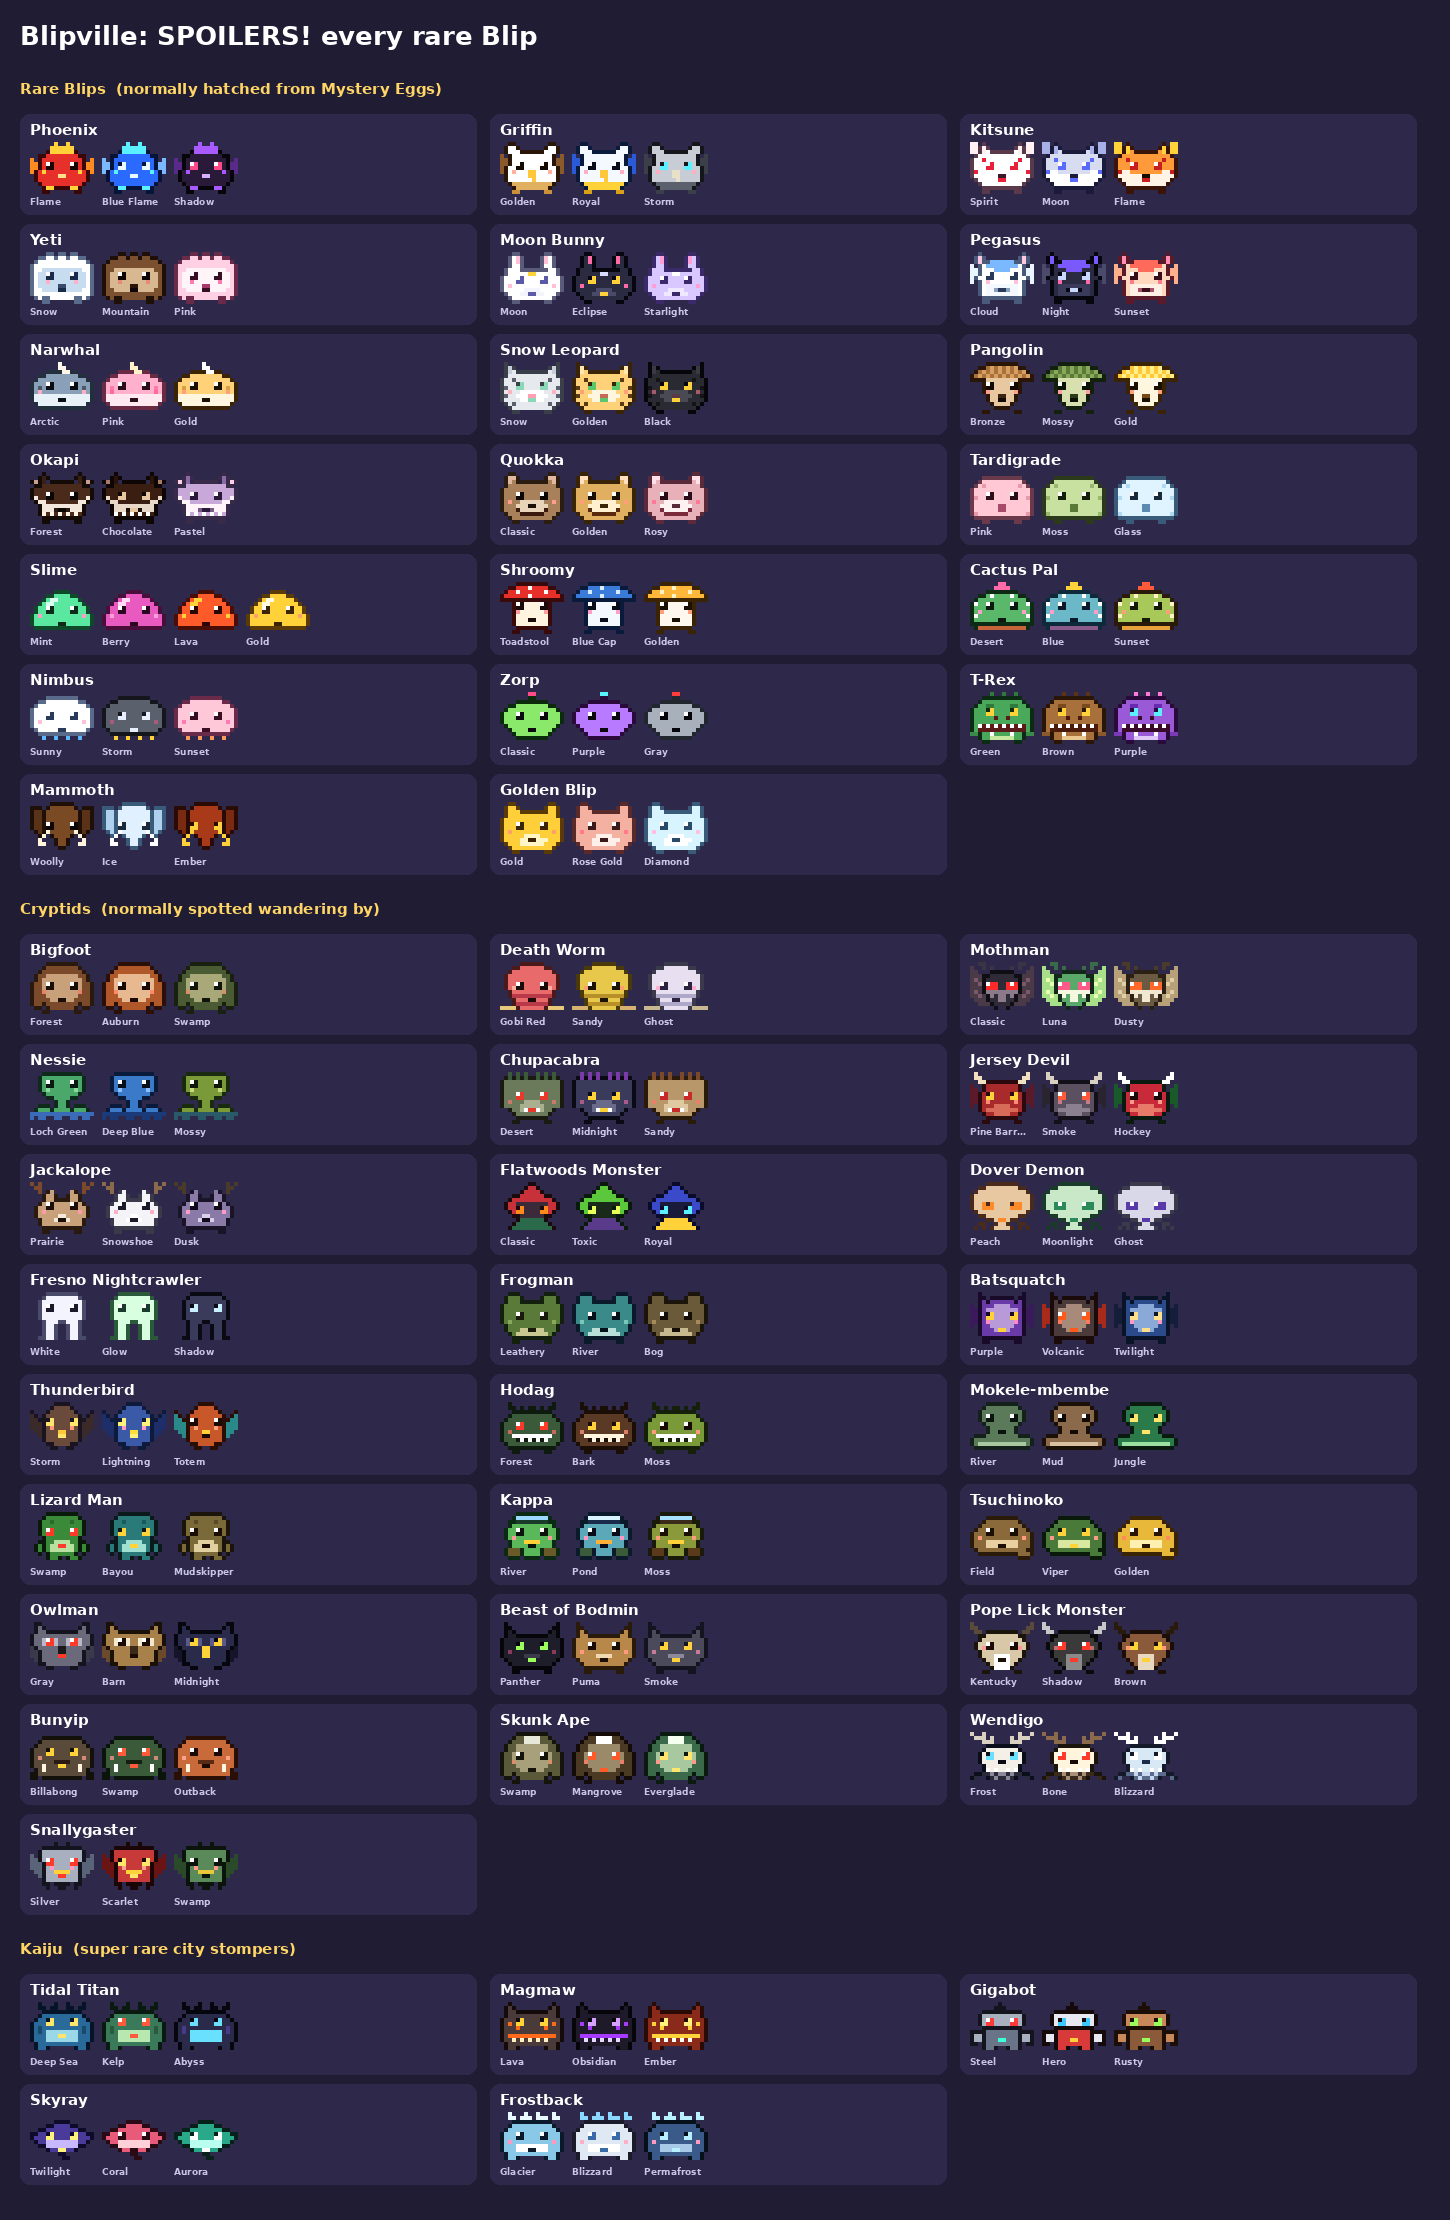 Blipville: SPOILERS! every rare Blip
Rare Blips (normally hatched from Mystery Eggs)
Phoenix
Flame Blue Flame Shadow
Griffin
Golden Royal Storm
Kitsune
Spirit Moon Flame
Yeti
Snow Mountain Pink
Moon Bunny
Moon Eclipse Starlight
Pegasus
Cloud Night Sunset
Narwhal
Arctic Pink Gold
Snow Leopard
Snow Golden Black
Pangolin
Bronze Mossy Gold
Okapi
Forest Chocolate Pastel
Quokka
Classic Golden Rosy
Tardigrade
Pink Moss Glass
Slime
Mint Berry Lava Gold
Shroomy
Toadstool Blue Cap Golden
Cactus Pal
Desert Blue Sunset
Nimbus
Sunny Storm Sunset
Zorp
Classic Purple Gray
T-Rex
Green Brown Purple
Mammoth
Woolly Ice Ember
Golden Blip
Gold Rose Gold Diamond
Cryptids (normally spotted wandering by)
Bigfoot
Forest Auburn Swamp
Death Worm
Gobi Red Sandy Ghost
Mothman
Classic Luna Dusty
Nessie
Loch Green Deep Blue Mossy
Chupacabra
Desert Midnight Sandy
Jersey Devil
Pine Barr... Smoke Hockey
Jackalope
Prairie Snowshoe Dusk
Flatwoods Monster
Classic Toxic Royal
Dover Demon
Peach Moonlight Ghost
Fresno Nightcrawler
White Glow Shadow
Frogman
Leathery River Bog
Batsquatch
Purple Volcanic Twilight
Thunderbird
Storm Lightning Totem
Hodag
Forest Bark Moss
Mokele-mbembe
River Mud Jungle
Lizard Man
Swamp Bayou Mudskipper
Kappa
River Pond Moss
Tsuchinoko
Field Viper Golden
Owlman
Gray Barn Midnight
Beast of Bodmin
Panther Puma Smoke
Pope Lick Monster
Kentucky Shadow Brown
Bunyip
Billabong Swamp Outback
Skunk Ape
Swamp Mangrove Everglade
Wendigo
Frost Bone Blizzard
Snallygaster
Silver Scarlet Swamp
Kaiju (super rare city stompers)
Tidal Titan
Deep Sea Kelp Abyss
Magmaw
Lava Obsidian Ember
Gigabot
Steel Hero Rusty
Skyray
Twilight Coral Aurora
Frostback
Glacier Blizzard Permafrost